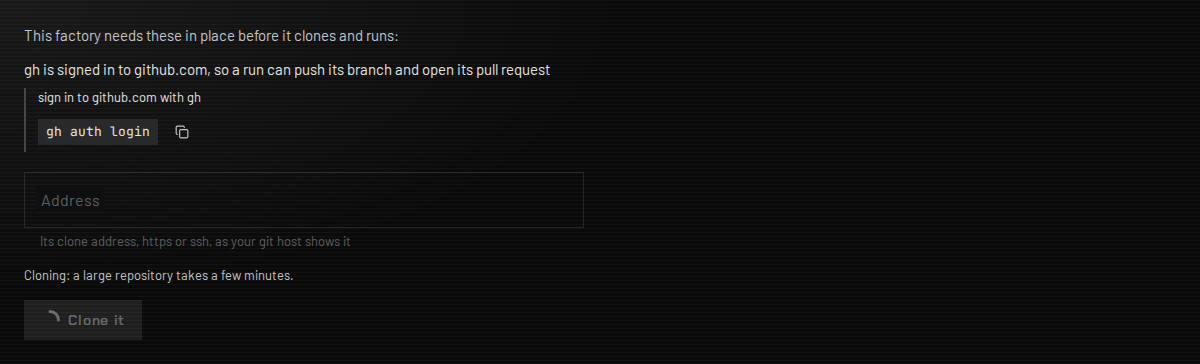 This factory needs these in place before it clones and runs:
gh is signed in to github.com, so a run can push its branch and open its pull request
sign in to github.com with gh
gh auth login
Address
Its clone address, https or ssh, as your git host shows it
Cloning: a large repository takes a few minutes.
Clone it